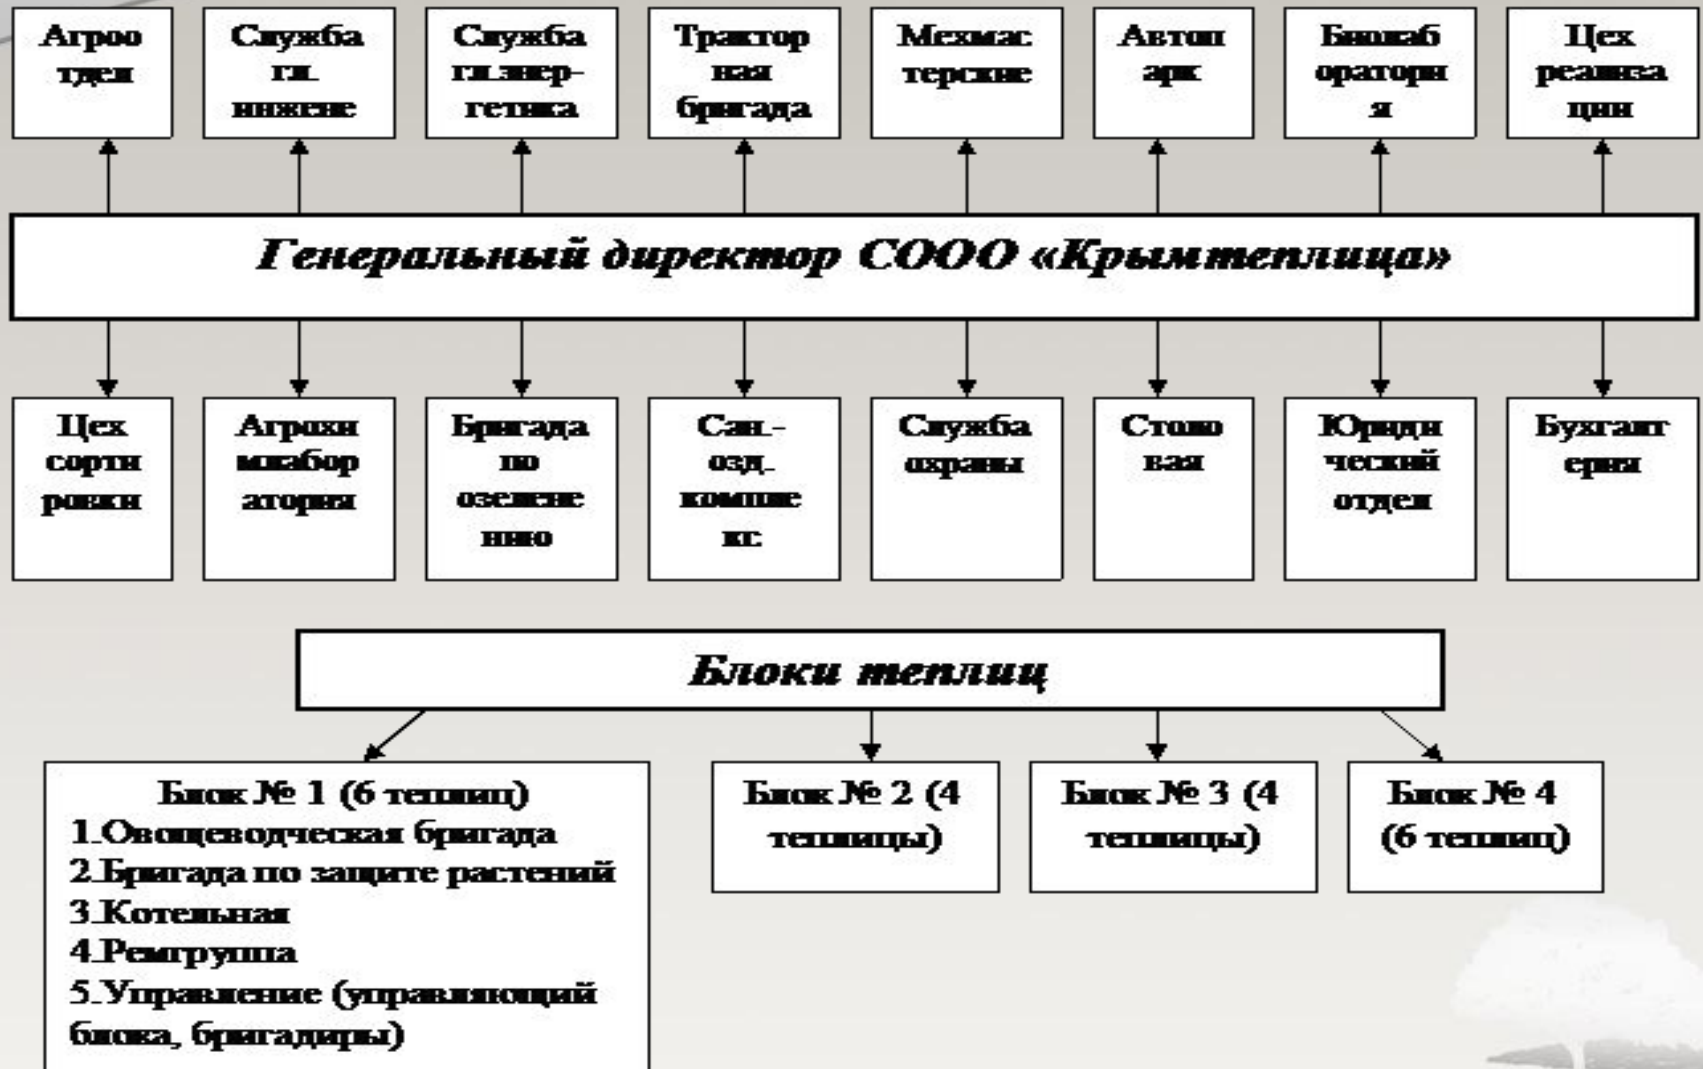 Агроо
тдел
Служба
гл.
инжене
Служба
гл.энер-
гетика
Трактор
ная
бригада
Мехмас
терские
Автоп
арк
Биолаб
оратори
я
Цех
реализа
ции
Генеральный директор СООО «Крымтеплица»
Цех
сорти
ровки
Агрохи
млабор
атория
Бригада
по
озелене
нию
Сан.-
озд.
компле
кс
Служба
охраны
Столо
вая
Юриди
ческий
отдел
Бухгалт
ерия
Блоки теплиц
Блок № 1 (6 теплиц)
1.Овощеводческая бригада
2.Бригада по защите растений
3.Котельная
4.Ремгруппа
5.Управление (управляющий
блока, бригадиры)
Блок № 2 (4
теплицы)
Блок № 3 (4
теплицы)
Блок № 4
(6 теплиц)